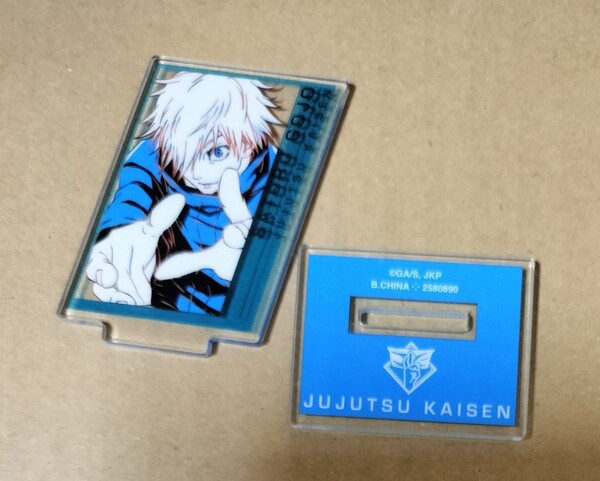 SATORU GOJO
JUJUTSU KAISEN
©GA/S, JKP
B.CHINA 2580890
JUJUTSU KAISEN